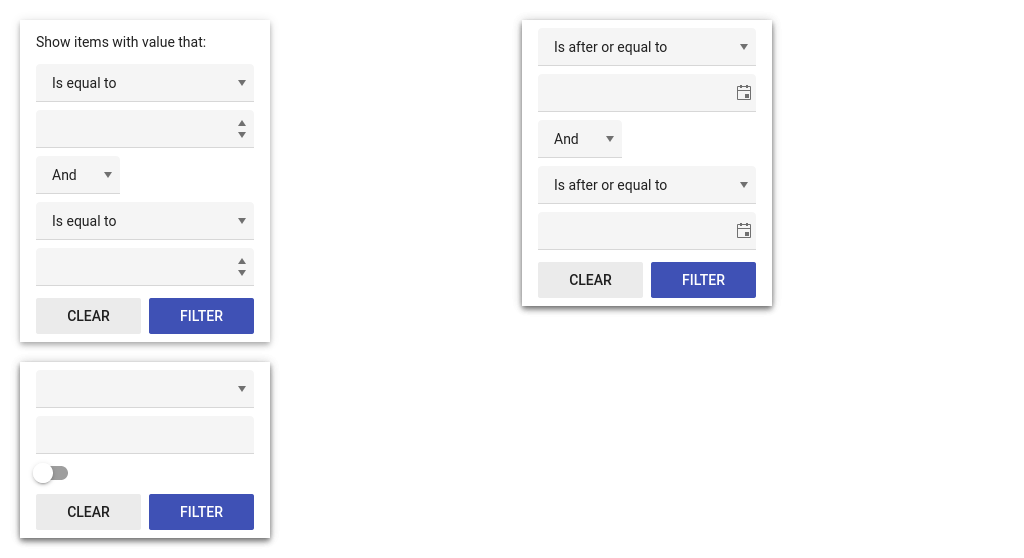 Show items with value that:
Is equal to
And
Is equal to
CLEAR FILTER
Is after or equal to
And
Is after or equal to
CLEAR FILTER
CLEAR FILTER